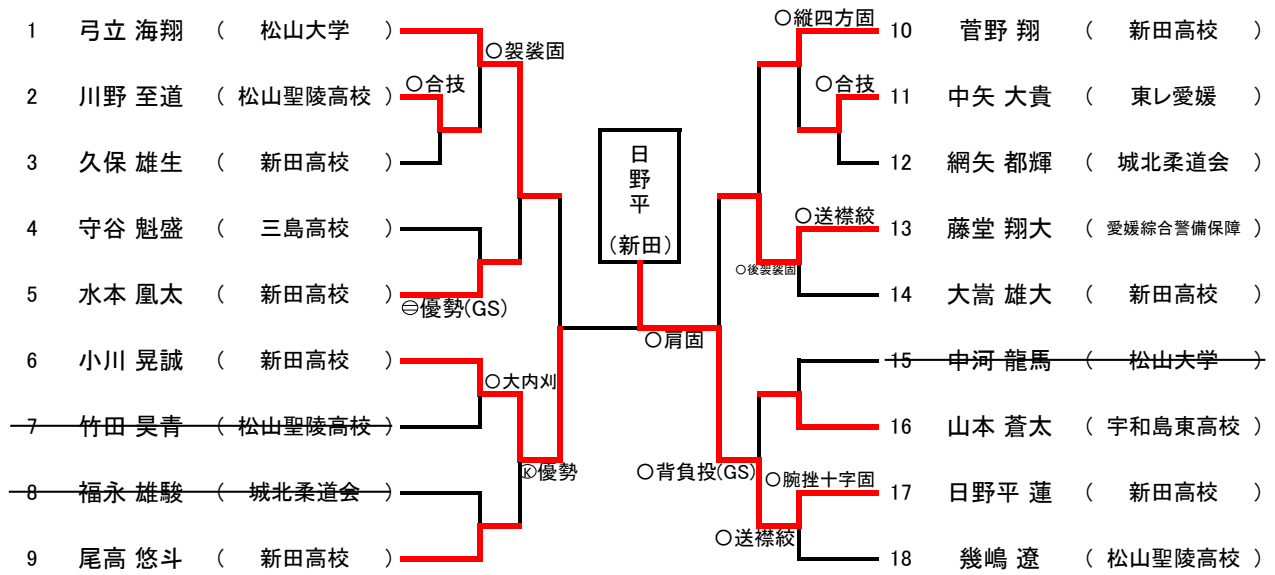 1 弓立 海翔 ( 松山大学 )
○袈裟固
2 川野 至道 ( 松山聖陵高校 )
○合技
3 久保 雄生 ( 新田高校 )
4 守谷 魁盛 ( 三島高校 )
5 水本 凰太 ( 新田高校 )
㊀優勢(GS)
6 小川 晃誠 ( 新田高校 )
○大内刈
7 竹田 昊青 ( 松山聖陵高校 )
8 福永 雄駿 ( 城北柔道会 )
Ⓚ優勢
9 尾高 悠斗 ( 新田高校 )
日野平
(新田)
○肩固
○縦四方固
10 菅野 翔 ( 新田高校 )
○合技
11 中矢 大貴 ( 東レ愛媛 )
12 網矢 都輝 ( 城北柔道会 )
○送襟絞
13 藤堂 翔大 ( 愛媛綜合警備保障 )
○後袈裟固
14 大嵩 雄大 ( 新田高校 )
15 中河 龍馬 ( 松山大学 )
16 山本 蒼太 ( 宇和島東高校 )
○背負投(GS)
○腕挫十字固
17 日野平 蓮 ( 新田高校 )
○送襟絞
18 幾嶋 遼 ( 松山聖陵高校 )